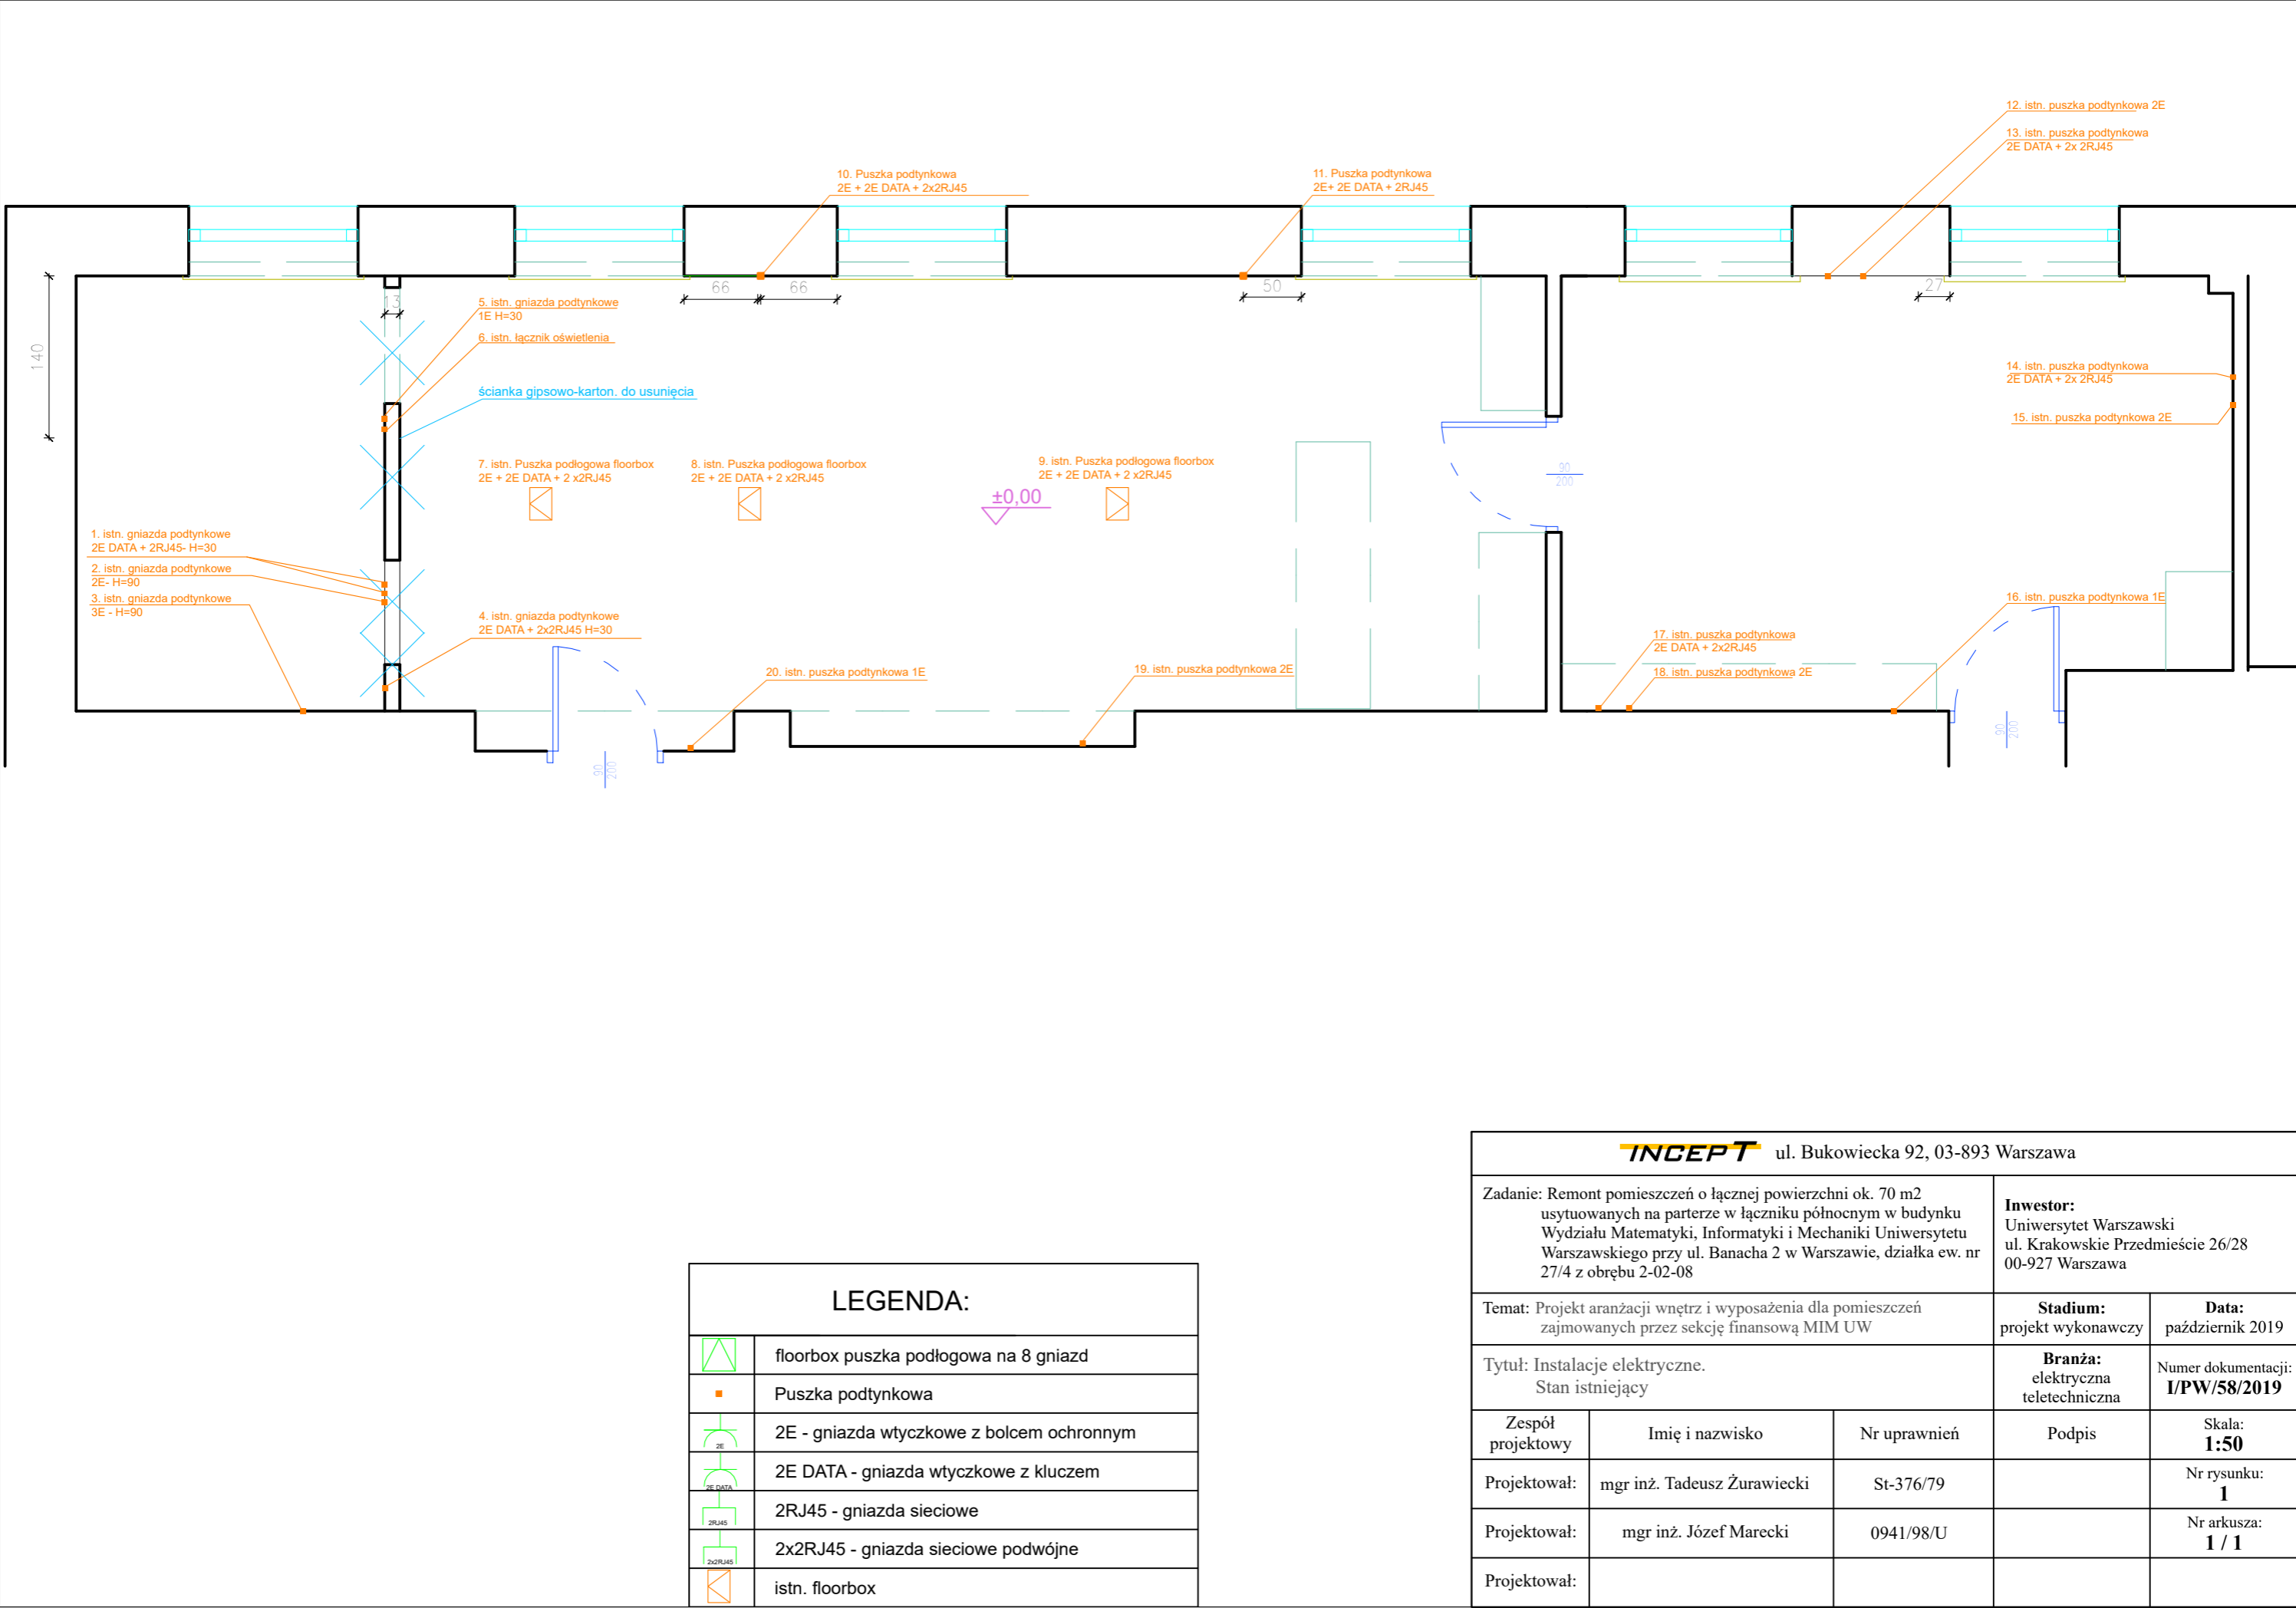 12. istn. puszka podtynkowa 2E
13. istn. puszka podtynkowa
2E DATA + 2x 2RJ45
10. Puszka podtynkowa
2E + 2E DATA + 2x2RJ45
11. Puszka podtynkowa
2E+ 2E DATA + 2RJ45
13
66
66
50
27
140
5. istn. gniazda podtynkowe
1E H=30
6. istn. łącznik oświetlenia
ścianka gipsowo-karton. do usunięcia
14. istn. puszka podtynkowa
2E DATA + 2x 2RJ45
15. istn. puszka podtynkowa 2E
7. istn. Puszka podłogowa floorbox
2E + 2E DATA + 2 x2RJ45
8. istn. Puszka podłogowa floorbox
2E + 2E DATA + 2 x2RJ45
9. istn. Puszka podłogowa floorbox
2E + 2E DATA + 2 x2RJ45
±0,00
90
200
1. istn. gniazda podtynkowe
2E DATA + 2RJ45- H=30
2. istn. gniazda podtynkowe
2E- H=90
3. istn. gniazda podtynkowe
3E - H=90
4. istn. gniazda podtynkowe
2E DATA + 2x2RJ45 H=30
16. istn. puszka podtynkowa 1E
17. istn. puszka podtynkowa
2E DATA + 2x2RJ45
18. istn. puszka podtynkowa 2E
19. istn. puszka podtynkowa 2E
20. istn. puszka podtynkowa 1E
90
200
90
200
LEGENDA:
floorbox puszka podłogowa na 8 gniazd
Puszka podtynkowa
2E
2E - gniazda wtyczkowe z bolcem ochronnym
2E DATA
2E DATA - gniazda wtyczkowe z kluczem
2RJ45
2RJ45 - gniazda sieciowe
2x2RJ45
2x2RJ45 - gniazda sieciowe podwójne
istn. floorbox
INCEPT ul. Bukowiecka 92, 03-893 Warszawa
Zadanie: Remont pomieszczeń o łącznej powierzchni ok. 70 m2
usytuowanych na parterze w łączniku północnym w budynku
Wydziału Matematyki, Informatyki i Mechaniki Uniwersytetu
Warszawskiego przy ul. Banacha 2 w Warszawie, działka ew. nr
27/4 z obrębu 2-02-08
Inwestor:
Uniwersytet Warszawski
ul. Krakowskie Przedmieście 26/28
00-927 Warszawa
Temat: Projekt aranżacji wnętrz i wyposażenia dla pomieszczeń
zajmowanych przez sekcję finansową MIM UW
Stadium:
projekt wykonawczy
Data:
październik 2019
Tytuł: Instalacje elektryczne.
Stan istniejący
Branża:
elektryczna
teletechniczna
Numer dokumentacji:
I/PW/58/2019
Zespół
projektowy
Imię i nazwisko
Nr uprawnień
Podpis
Skala:
1:50
Projektował:
mgr inż. Tadeusz Żurawiecki
St-376/79
Nr rysunku:
1
Projektował:
mgr inż. Józef Marecki
0941/98/U
Nr arkusza:
1 / 1
Projektował: